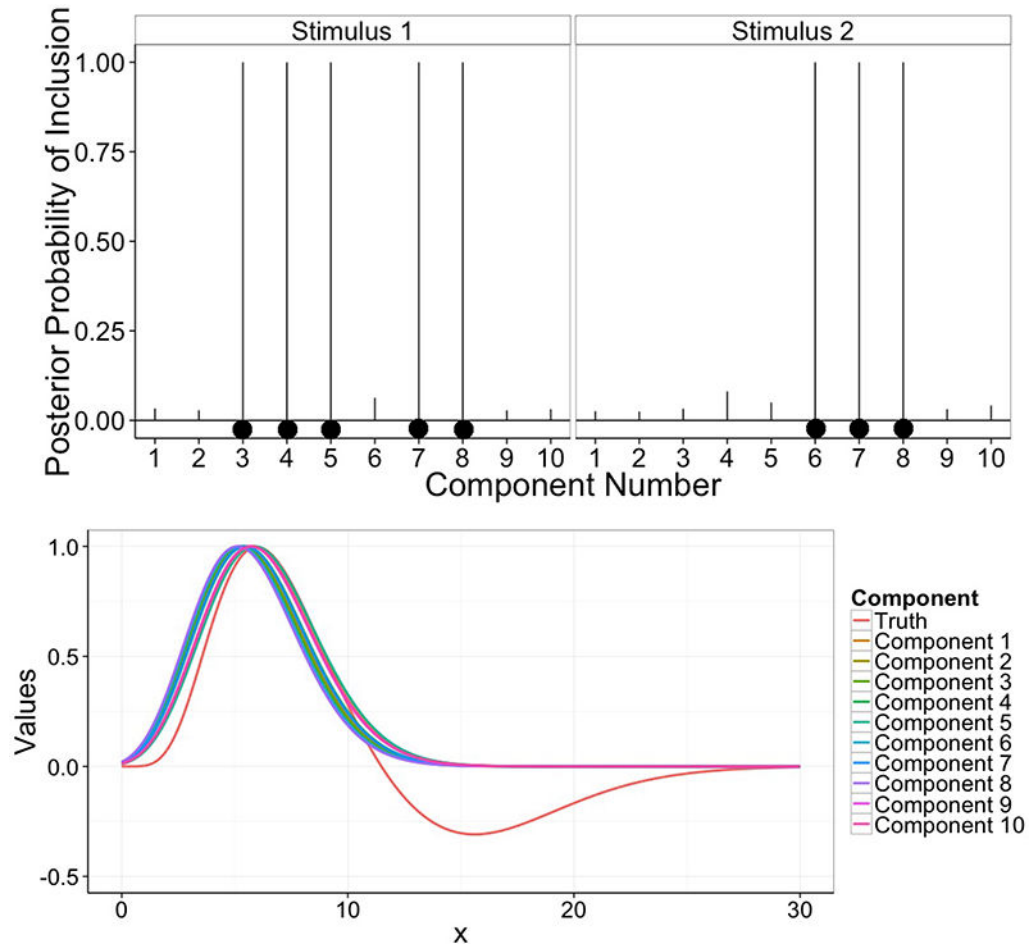 Stimulus 1
Stimulus 2
Posterior Probability of Inclusion
1.00
0.75
0.50
0.25
0.00
1 2 3 4 5 6 7 8 9 10
1 2 3 4 5 6 7 8 9 10
Component Number
Values
1.0
0.5
0.0
-0.5
0 10 20 30
x
Component
Truth
Component 1
Component 2
Component 3
Component 4
Component 5
Component 6
Component 7
Component 8
Component 9
Component 10